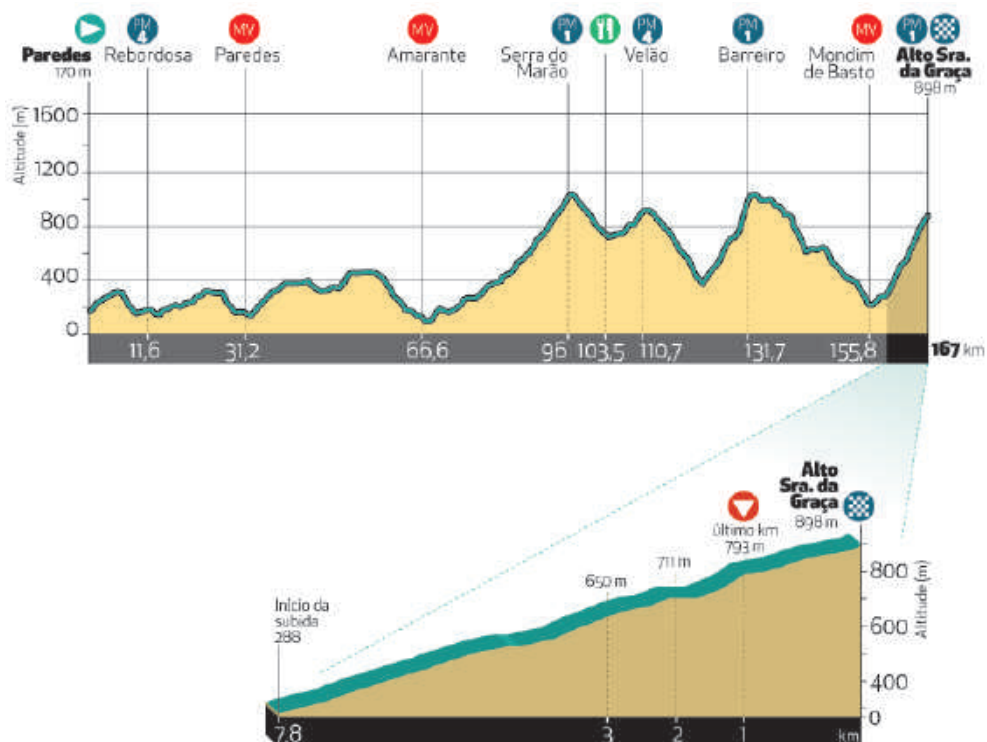 PM 4
MV
MV
PM 1
PM 4
PM 1
MV
PM 1
Paredes
170 m
Rebordosa
Paredes
Amarante
Serra do
Marão
Velão
Barreiro
Mondim
de Basto
Alto Sra.
da Graça
898 m
Altitude (m)
1600
1200
800
400
0
11,6
31,2
66,6
96
103,5
110,7
131,7
155,8
167 km
Alto
Sra. da
Graça
898 m
último km
793 m
711 m
650 m
Início da
subida
288
800
600
400
0
Altitude (m)
7.8
3
2
1
km